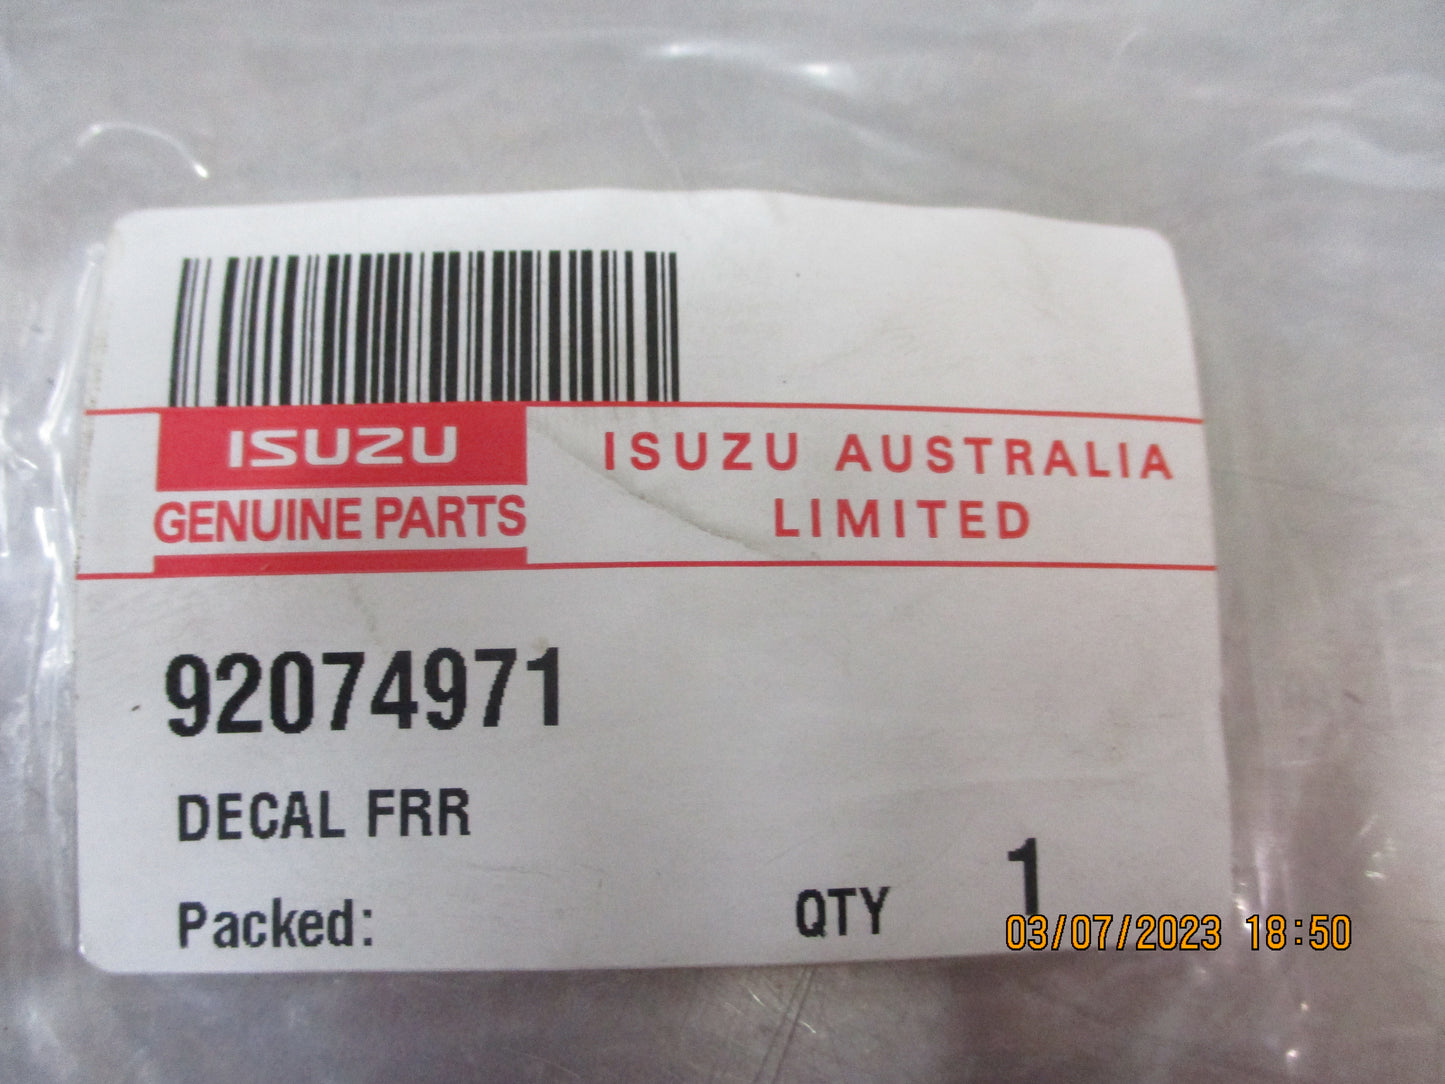 ISUZU
GENUINE PARTS
ISUZU AUSTRALIA
LIMITED
92074971
DECAL FRR
Packed:
QTY 1
03/07/2023 18:50